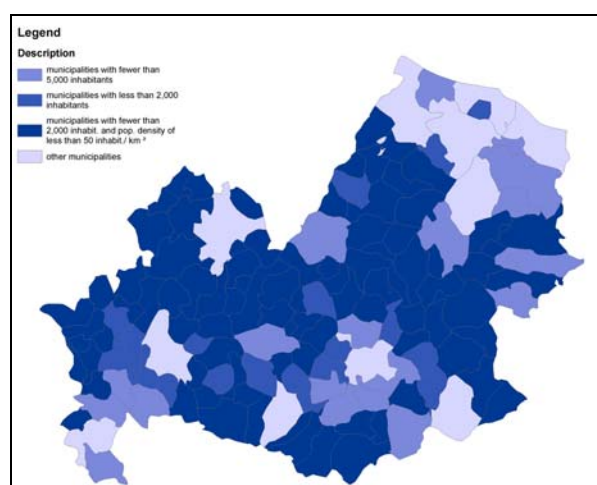 Legend
Description
municipalities with fewer than
5,000 inhabitants
municipalities with less than 2,000
inhabitants
municipalities with fewer than
2,000 inhabit. and pop. density of
less than 50 inhabit./ km ²
other municipalities